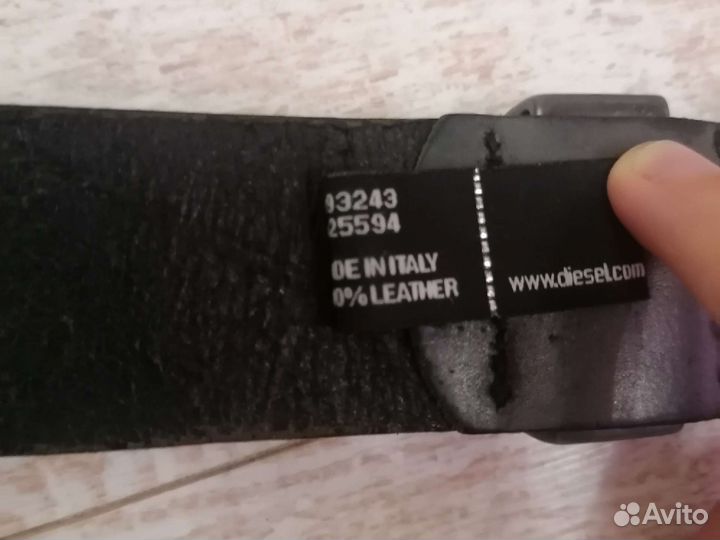 93243
25594
DE IN ITALY
0% LEATHER
www.diesel.com
Avito